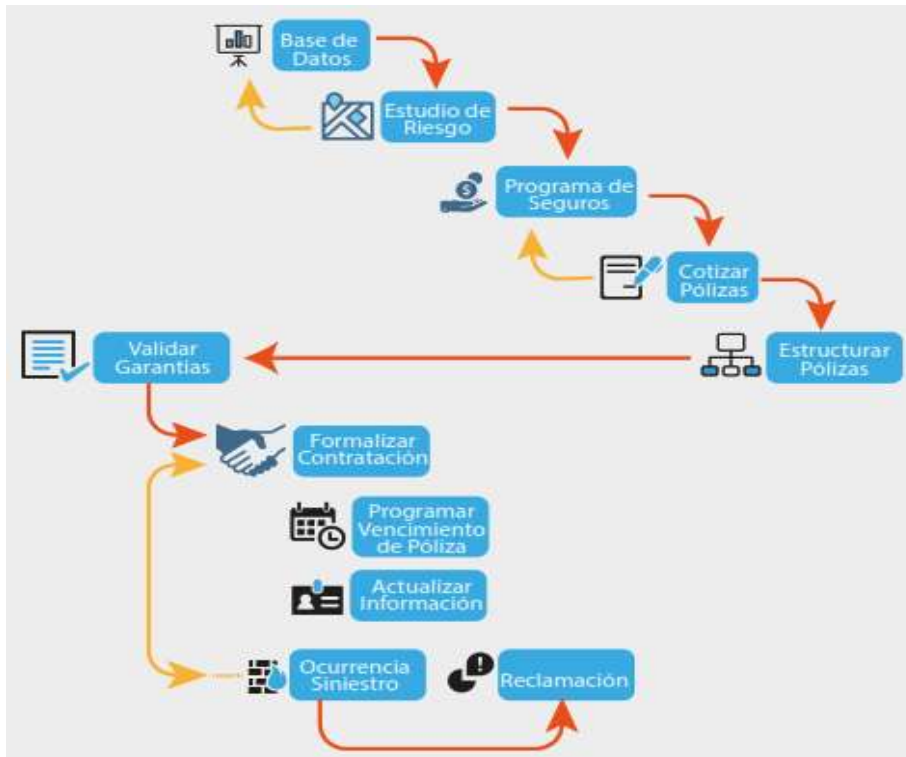 Base de
Datos
Estudio de
Riesgo
Programa de
Seguros
Cotizar
Pólizas
Estructurar
Pólizas
Validar
Garantias
Formalizar
Contratación
Programar
Vencimiento
de Póliza
Actualizar
Información
Ocurrencia
Siniestro
Reclamación